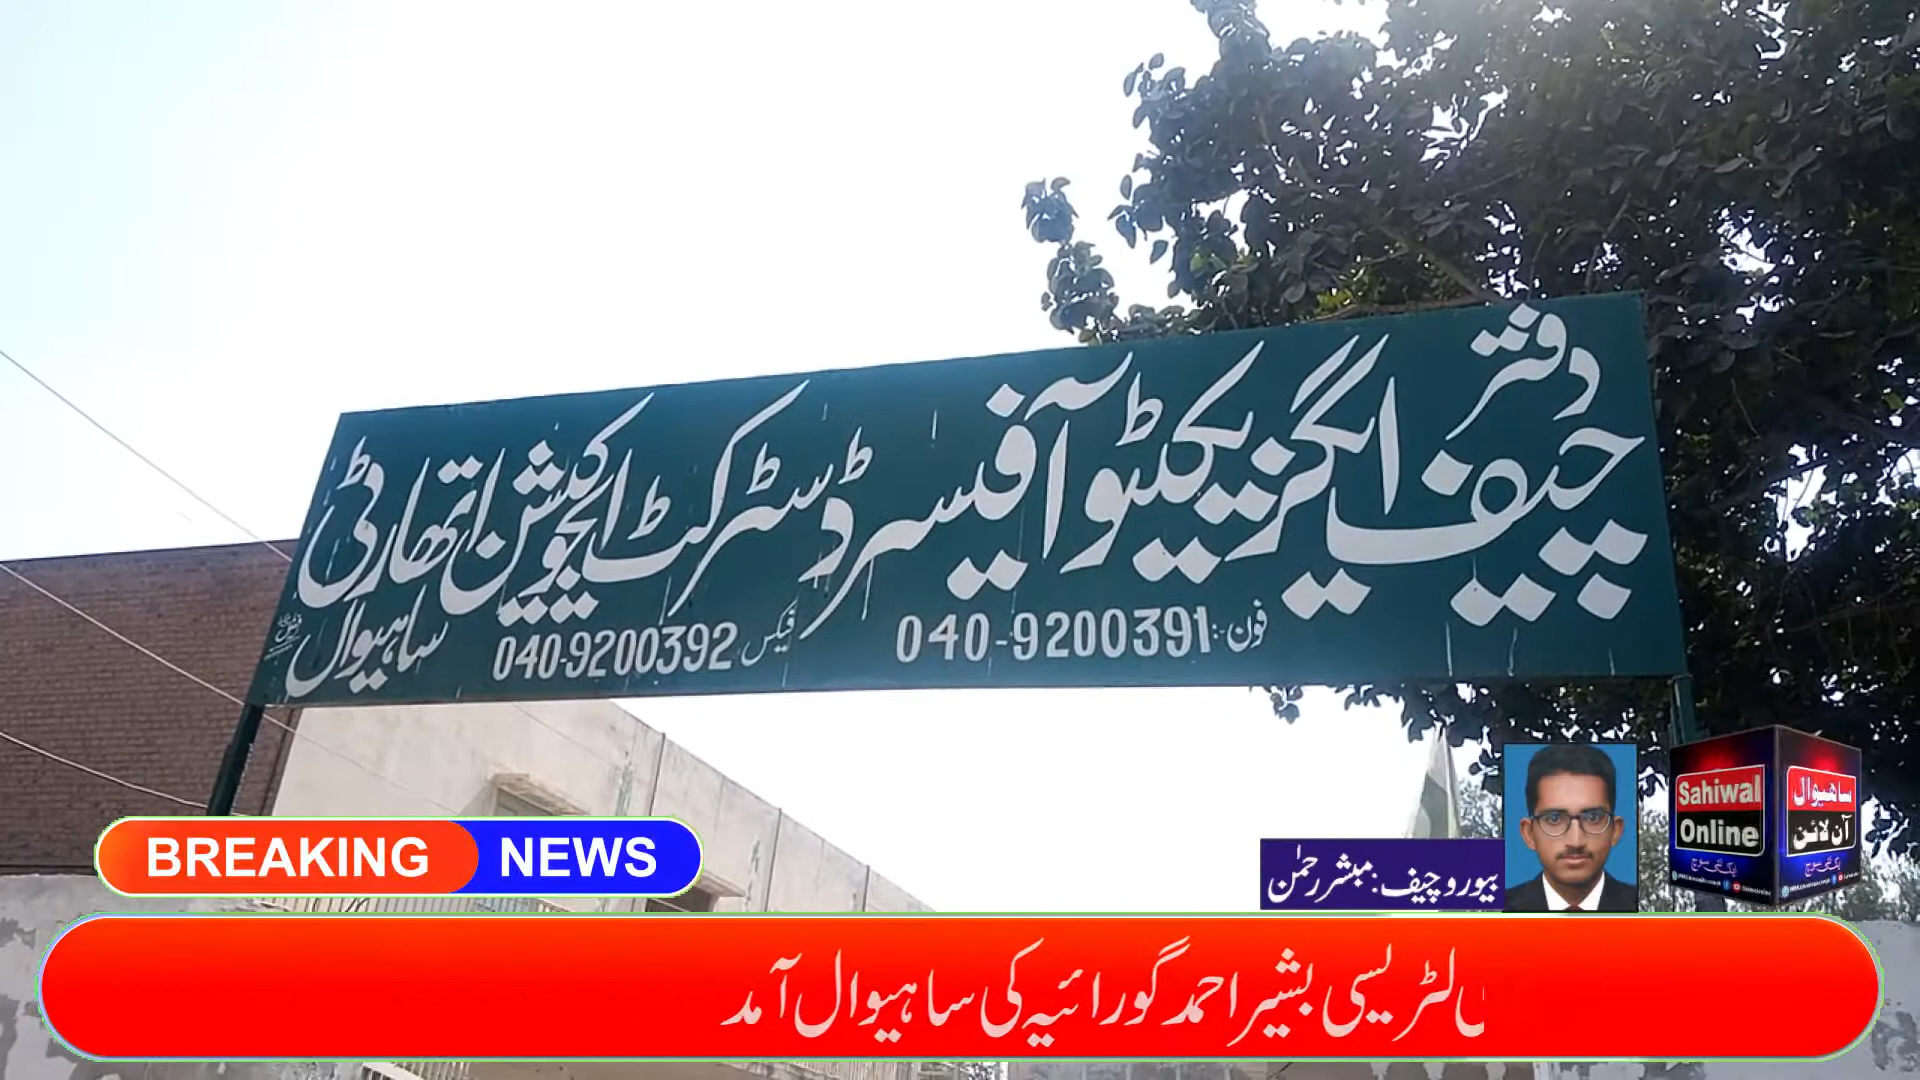 دفتر
چیف ایگزیکٹو آفیسر ڈسٹرکٹ ایجوکیشن اتھارٹی
ساہیوال
فون: 040-9200391
فیکس 040-9200392
Sahiwal
Online
ساہیوال
آن لائن
بیورو چیف: مبشر رحمٰن
BREAKING NEWS
لٹریسی بشیر احمد گورائیہ کی ساہیوال آمد